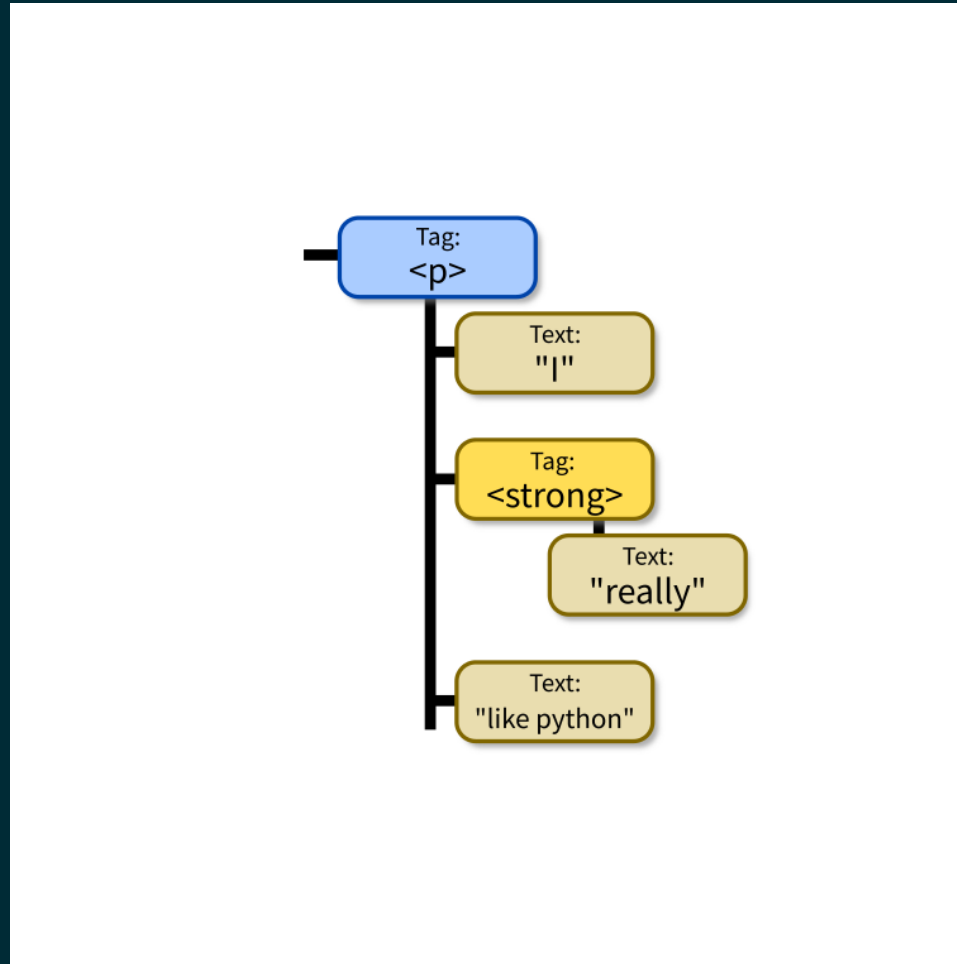 Tag:
<p>
Text:
"I"
Tag:
<strong>
Text:
"really"
Text:
"like python"